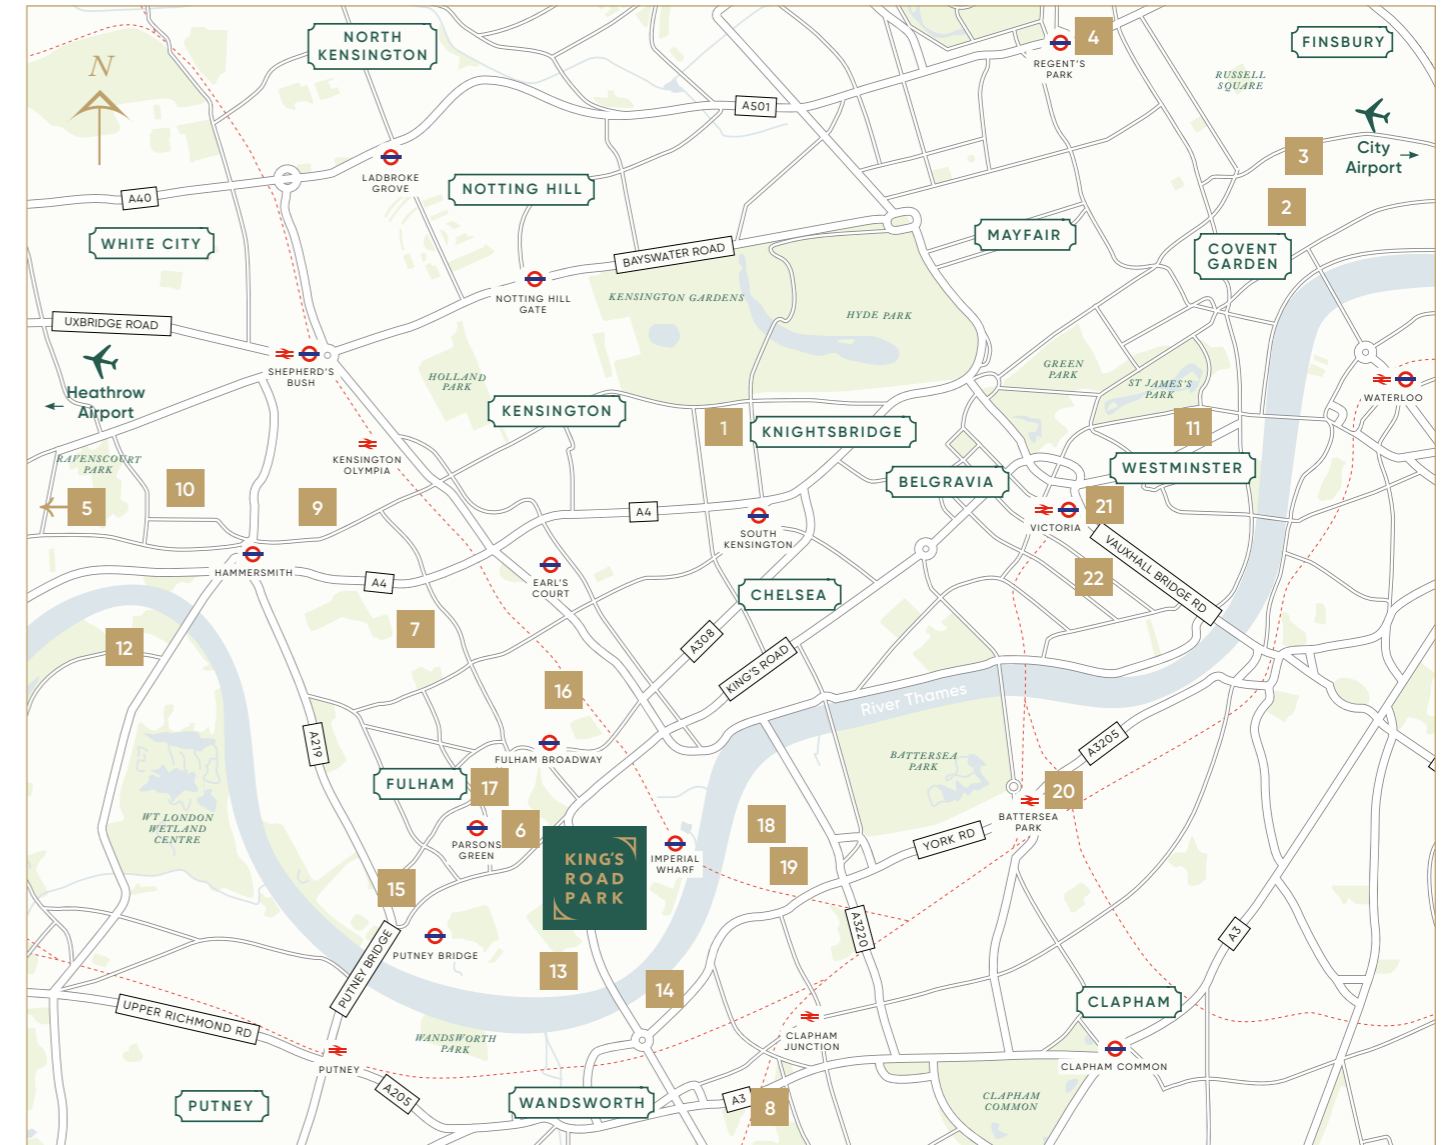 NORTH
KENSINGTON
4
REGENT'S
PARK
FINSBURY
N
RUSSELL
SQUARE
A501
City
Airport
3
LADBROKE
GROVE
NOTTING HILL
A40
2
WHITE CITY
MAYFAIR
COVENT
GARDEN
BAYSWATER ROAD
NOTTING HILL
GATE
KENSINGTON GARDENS
HYDE PARK
UXBRIDGE ROAD
SHEPHERD'S
BUSH
Heathrow
Airport
HOLLAND
PARK
GREEN
PARK
ST JAMES'S
PARK
WATERLOO
KENSINGTON
1
KNIGHTSBRIDGE
11
RAVENSCOURT
PARK
KENSINGTON
OLYMPIA
BELGRAVIA
WESTMINSTER
5
10
9
A4
SOUTH
KENSINGTON
VICTORIA
21
HAMMERSMITH
A4
EARL'S
COURT
CHELSEA
22
VAUXHALL BRIDGE RD
12
7
A308
KING'S ROAD
16
River Thames
A219
FULHAM BROADWAY
BATTERSEA
PARK
A3205
FULHAM
17
20
BATTERSEA
PARK
WT LONDON
WETLAND
CENTRE
PARSONS
GREEN
6
KING'S
ROAD
PARK
IMPERIAL
WHARF
18
19
YORK RD
15
A3220
A3
PUTNEY BRIDGE
PUTNEY BRIDGE
13
14
CLAPHAM
UPPER RICHMOND RD
WANDSWORTH
PARK
CLAPHAM
JUNCTION
PUTNEY
CLAPHAM COMMON
A205
PUTNEY
WANDSWORTH
A3
8
CLAPHAM
COMMON